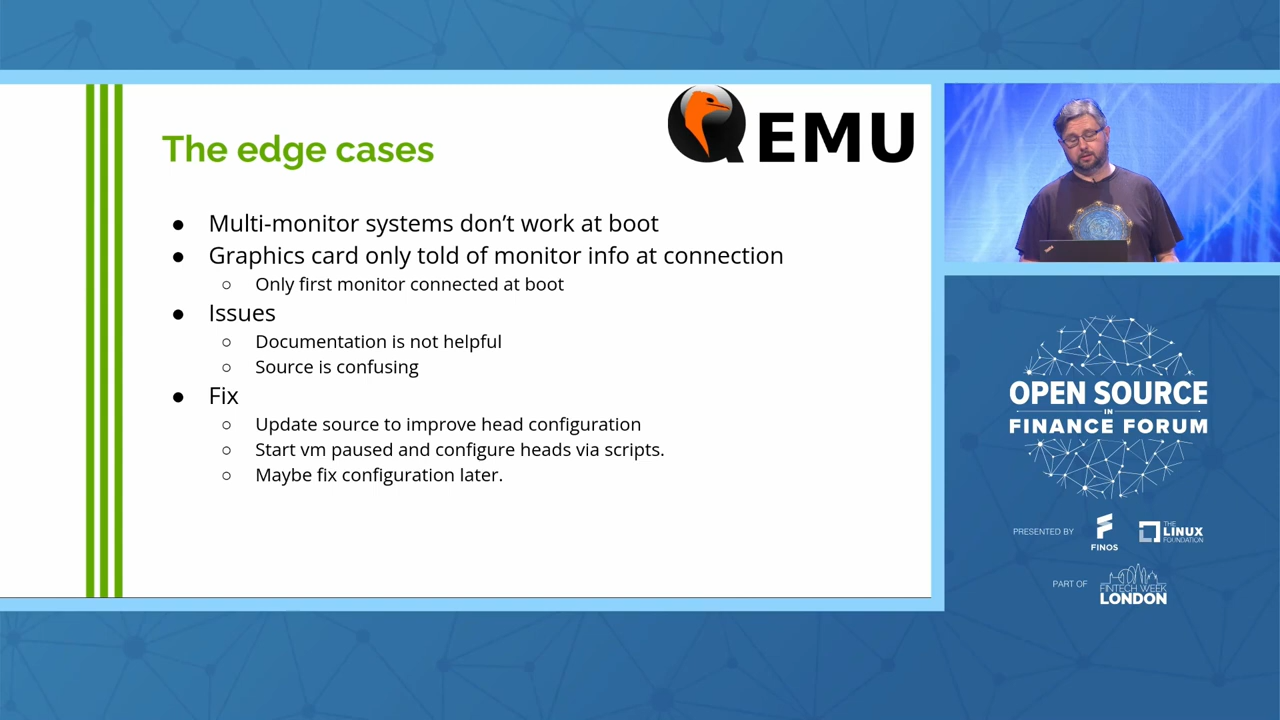 The edge cases
QEMU
● Multi-monitor systems don’t work at boot
● Graphics card only told of monitor info at connection
○ Only first monitor connected at boot
● Issues
○ Documentation is not helpful
○ Source is confusing
● Fix
○ Update source to improve head configuration
○ Start vm paused and configure heads via scripts.
○ Maybe fix configuration later.
OPEN SOURCE
IN
FINANCE FORUM
PRESENTED BY
FINOS
THE
LINUX
FOUNDATION
PART OF
FINTECH WEEK
LONDON